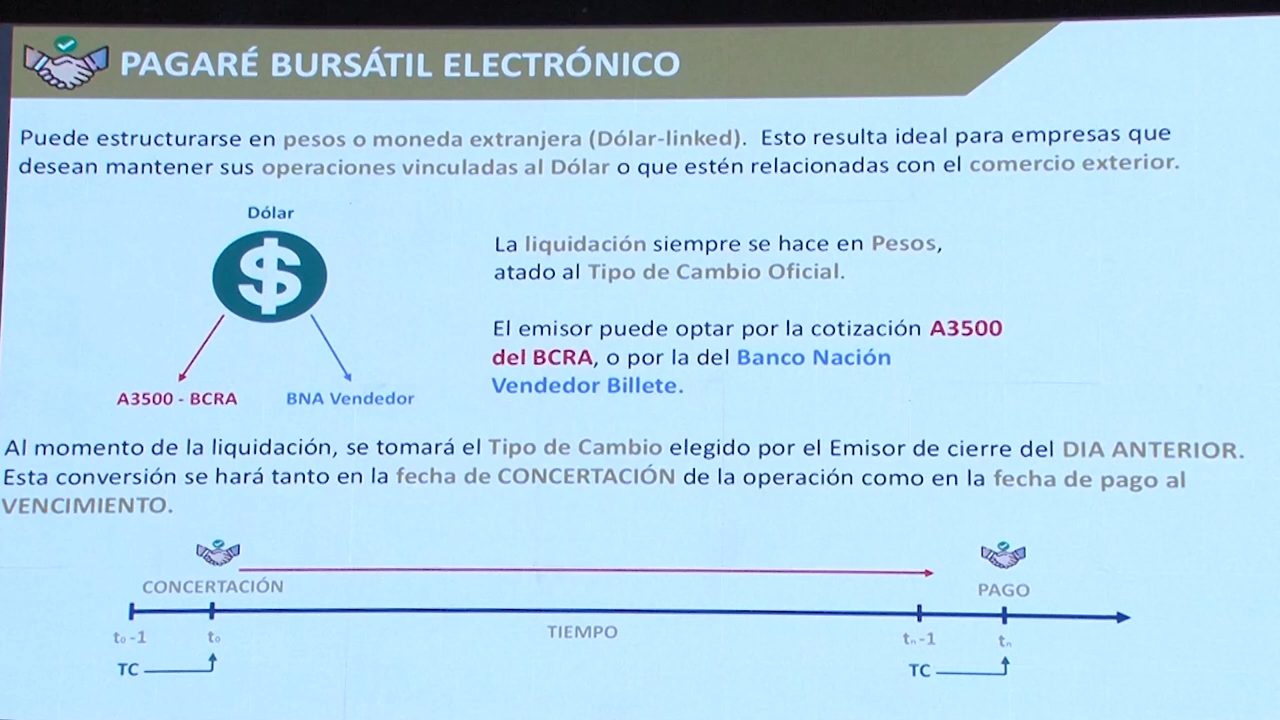 PAGARÉ BURSÁTIL ELECTRÓNICO
Puede estructurarse en pesos o moneda extranjera (Dólar-linked). Esto resulta ideal para empresas que
desean mantener sus operaciones vinculadas al Dólar o que estén relacionadas con el comercio exterior.
Dólar
$
A3500 - BCRA
BNA Vendedor
La liquidación siempre se hace en Pesos,
atado al Tipo de Cambio Oficial.
El emisor puede optar por la cotización A3500
del BCRA, o por la del Banco Nación
Vendedor Billete.
Al momento de la liquidación, se tomará el Tipo de Cambio elegido por el Emisor de cierre del DIA ANTERIOR.
Esta conversión se hará tanto en la fecha de CONCERTACIÓN de la operación como en la fecha de pago al
VENCIMIENTO.
CONCERTACIÓN
PAGO
t₀ -1
t₀
TIEMPO
tₙ -1
tₙ
TC
TC